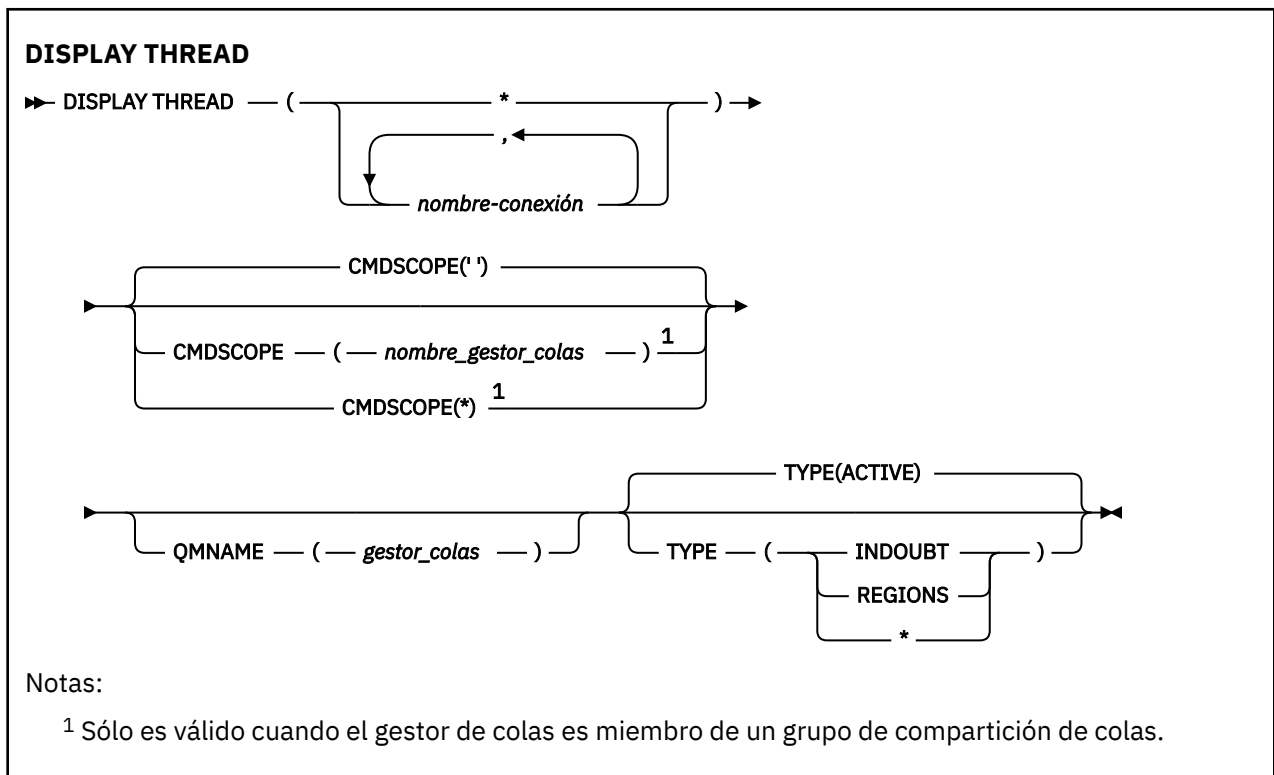 DISPLAY THREAD
DISPLAY THREAD ( * )
,
nombre-conexión
CMDSCOPE(' ')
CMDSCOPE ( nombre_gestor_colas ) 1
CMDSCOPE(*) 1
TYPE(ACTIVE)
QMNAME ( gestor_colas ) TYPE ( INDOUBT )
REGIONS
*
Notas:
1 Sólo es válido cuando el gestor de colas es miembro de un grupo de compartición de colas.